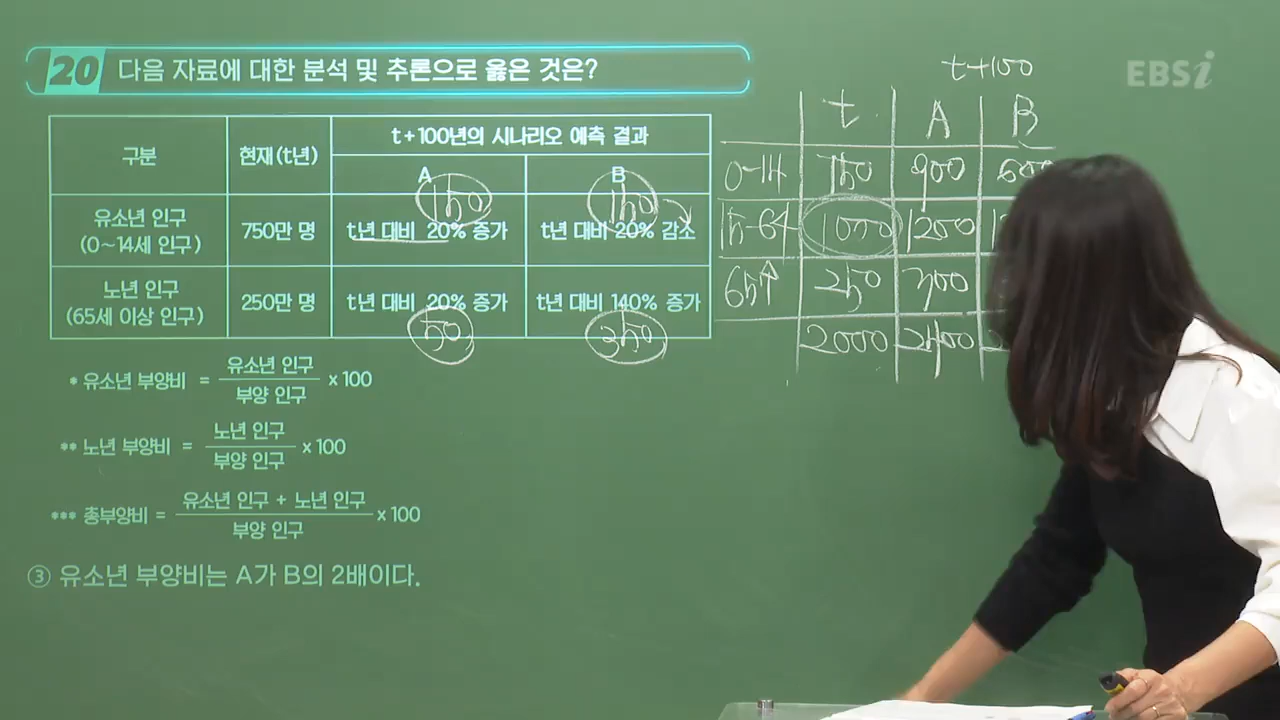 20 다음 자료에 대한 분석 및 추론으로 옳은 것은?
EBSi
구분 현재(t년) t+100년의 시나리오 예측 결과
A B
150 150
유소년 인구 (0~14세 인구) 750만 명 t년 대비 20% 증가 t년 대비 20% 감소
노년 인구 (65세 이상 인구) 250만 명 t년 대비 20% 증가 t년 대비 140% 증가
50 350
* 유소년 부양비 = 유소년 인구 / 부양 인구 x 100
** 노년 부양비 = 노년 인구 / 부양 인구 x 100
*** 총부양비 = 유소년 인구 + 노년 인구 / 부양 인구 x 100
③ 유소년 부양비는 A가 B의 2배이다.
t+100
t A B
0-14 750 900 600
15-64 1000 1200
65↑ 250 300
2000 2400